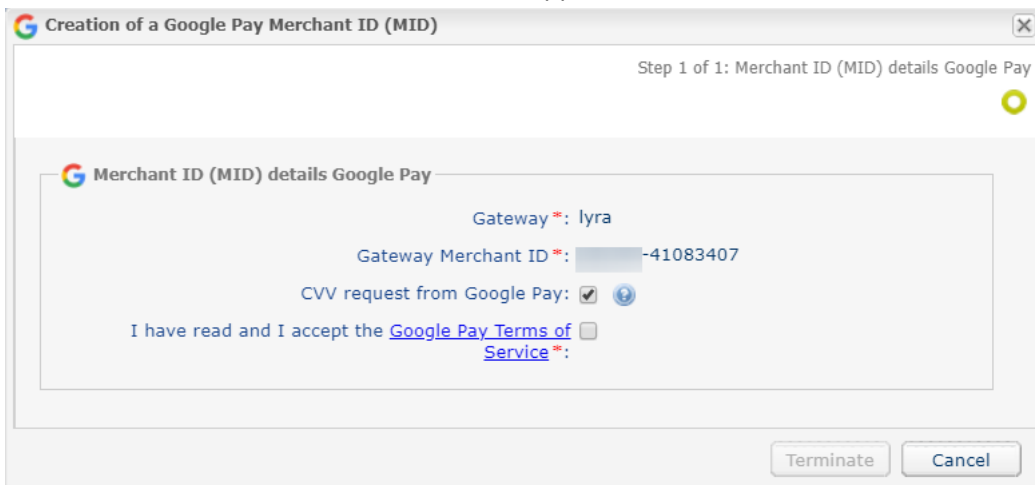 Creation of a Google Pay Merchant ID (MID)
Step 1 of 1: Merchant ID (MID) details Google Pay
Merchant ID (MID) details Google Pay
Gateway*: lyra
Gateway Merchant ID*: -41083407
CVV request from Google Pay:
I have read and I accept the Google Pay Terms of
Service*:
Terminate Cancel